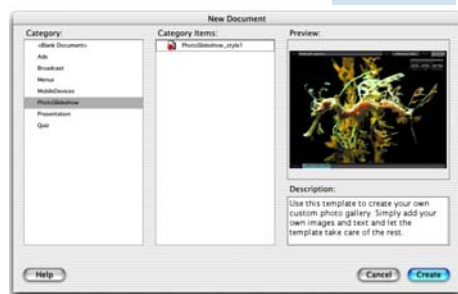 New Document
Category:
<Blank Document>
Ads
Broadcast
Menus
MobileDevices
PhotoSlideshow
Presentation
Quiz
Category Items:
PhotoSlideshow_style1
Preview:
Description:
Use this template to create your own
custom photo gallery. Simply add your
own images and text and let the
template take care of the rest.
Help
Cancel
Create